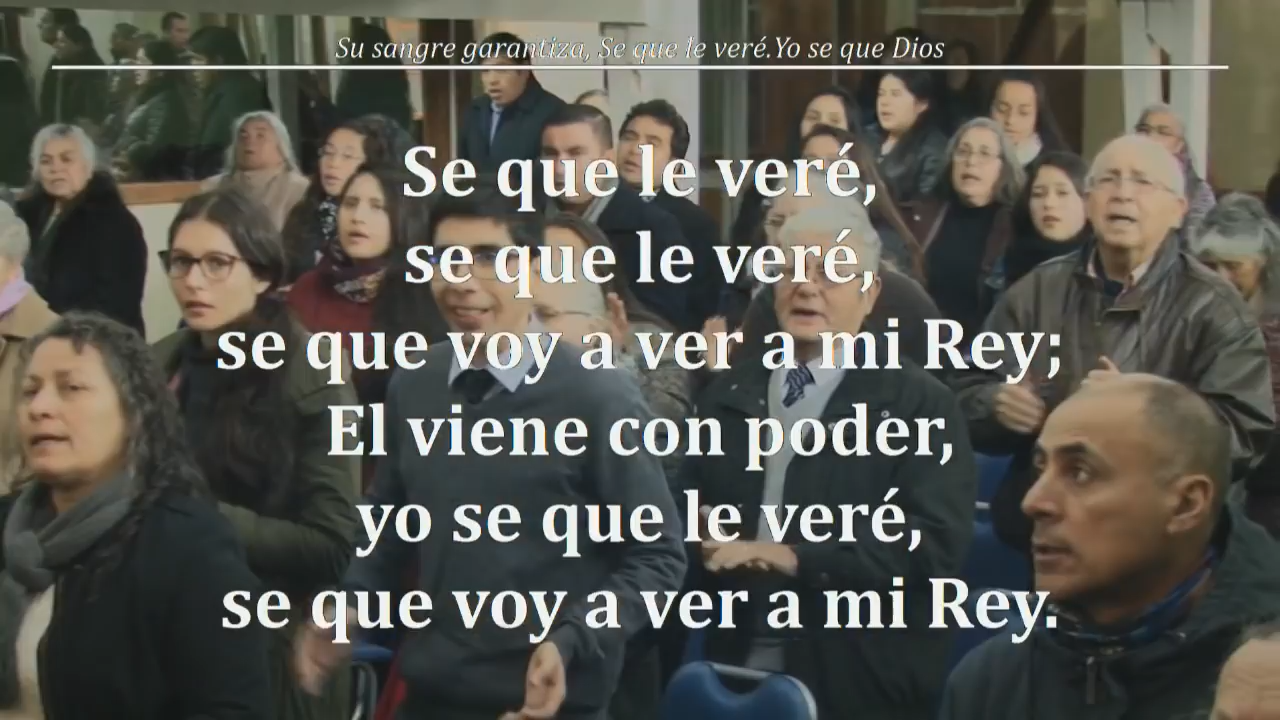 Su sangre garantiza, Se que le veré.Yo se que Dios
Se que le veré,
se que le veré,
se que voy a ver a mi Rey;
El viene con poder,
yo se que le veré,
se que voy a ver a mi Rey.